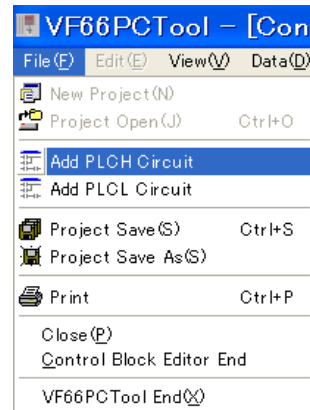 VF66PCTool - [Con
File(F) Edit(E) View(V) Data(D)
New Project(N)
Project Open(J) Ctrl+O
Add PLCH Circuit
Add PLCL Circuit
Project Save(S) Ctrl+S
Project Save As(S)
Print Ctrl+P
Close(P)
Control Block Editor End
VF66PCTool End(X)